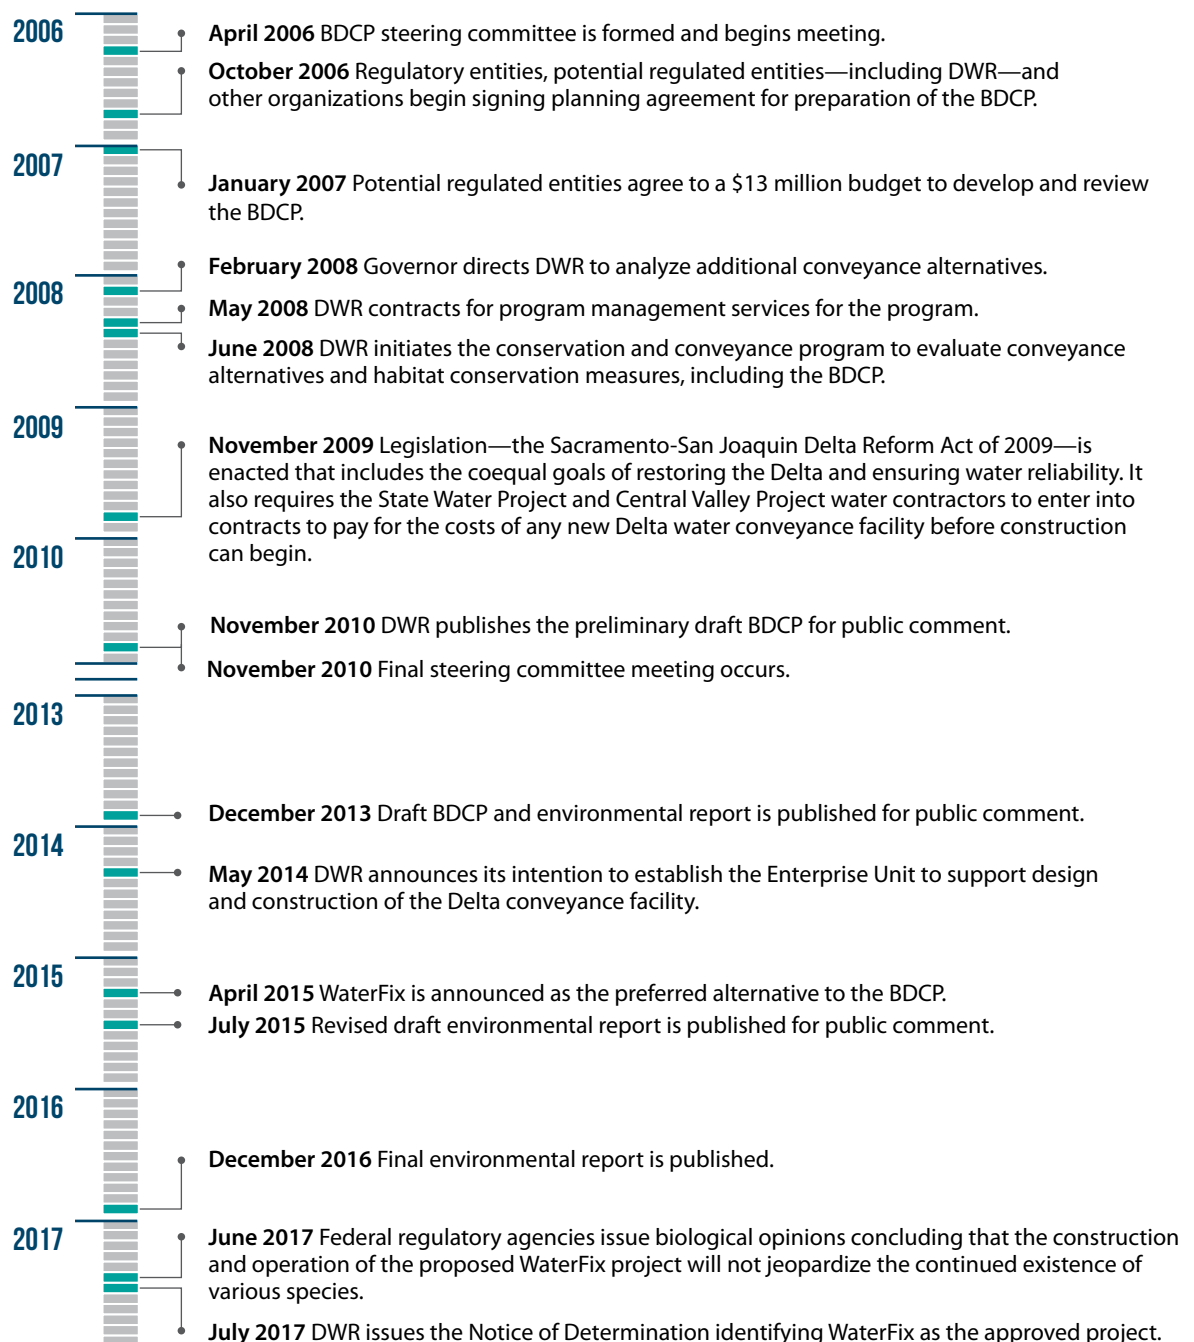 2006
April 2006 BDCP steering committee is formed and begins meeting.
October 2006 Regulatory entities, potential regulated entities—including DWR—and
other organizations begin signing planning agreement for preparation of the BDCP.
2007
January 2007 Potential regulated entities agree to a $13 million budget to develop and review
the BDCP.
February 2008 Governor directs DWR to analyze additional conveyance alternatives.
2008
May 2008 DWR contracts for program management services for the program.
June 2008 DWR initiates the conservation and conveyance program to evaluate conveyance
alternatives and habitat conservation measures, including the BDCP.
2009
November 2009 Legislation—the Sacramento-San Joaquin Delta Reform Act of 2009—is
enacted that includes the coequal goals of restoring the Delta and ensuring water reliability. It
also requires the State Water Project and Central Valley Project water contractors to enter into
contracts to pay for the costs of any new Delta water conveyance facility before construction
can begin.
2010
November 2010 DWR publishes the preliminary draft BDCP for public comment.
November 2010 Final steering committee meeting occurs.
2013
December 2013 Draft BDCP and environmental report is published for public comment.
2014
May 2014 DWR announces its intention to establish the Enterprise Unit to support design
and construction of the Delta conveyance facility.
2015
April 2015 WaterFix is announced as the preferred alternative to the BDCP.
July 2015 Revised draft environmental report is published for public comment.
2016
December 2016 Final environmental report is published.
2017
June 2017 Federal regulatory agencies issue biological opinions concluding that the construction
and operation of the proposed WaterFix project will not jeopardize the continued existence of
various species.
July 2017 DWR issues the Notice of Determination identifying WaterFix as the approved project.